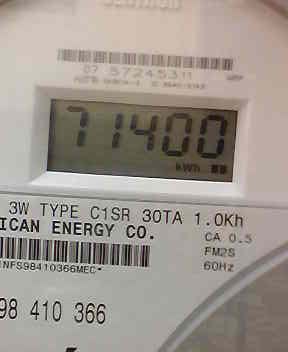 07 57245311
71400
kWh
3W TYPE C1SR 30TA 1.0Kh
ICAN ENERGY CO.
CA 0.5
FM2S
60Hz
INFS98410366MEC*
98 410 366